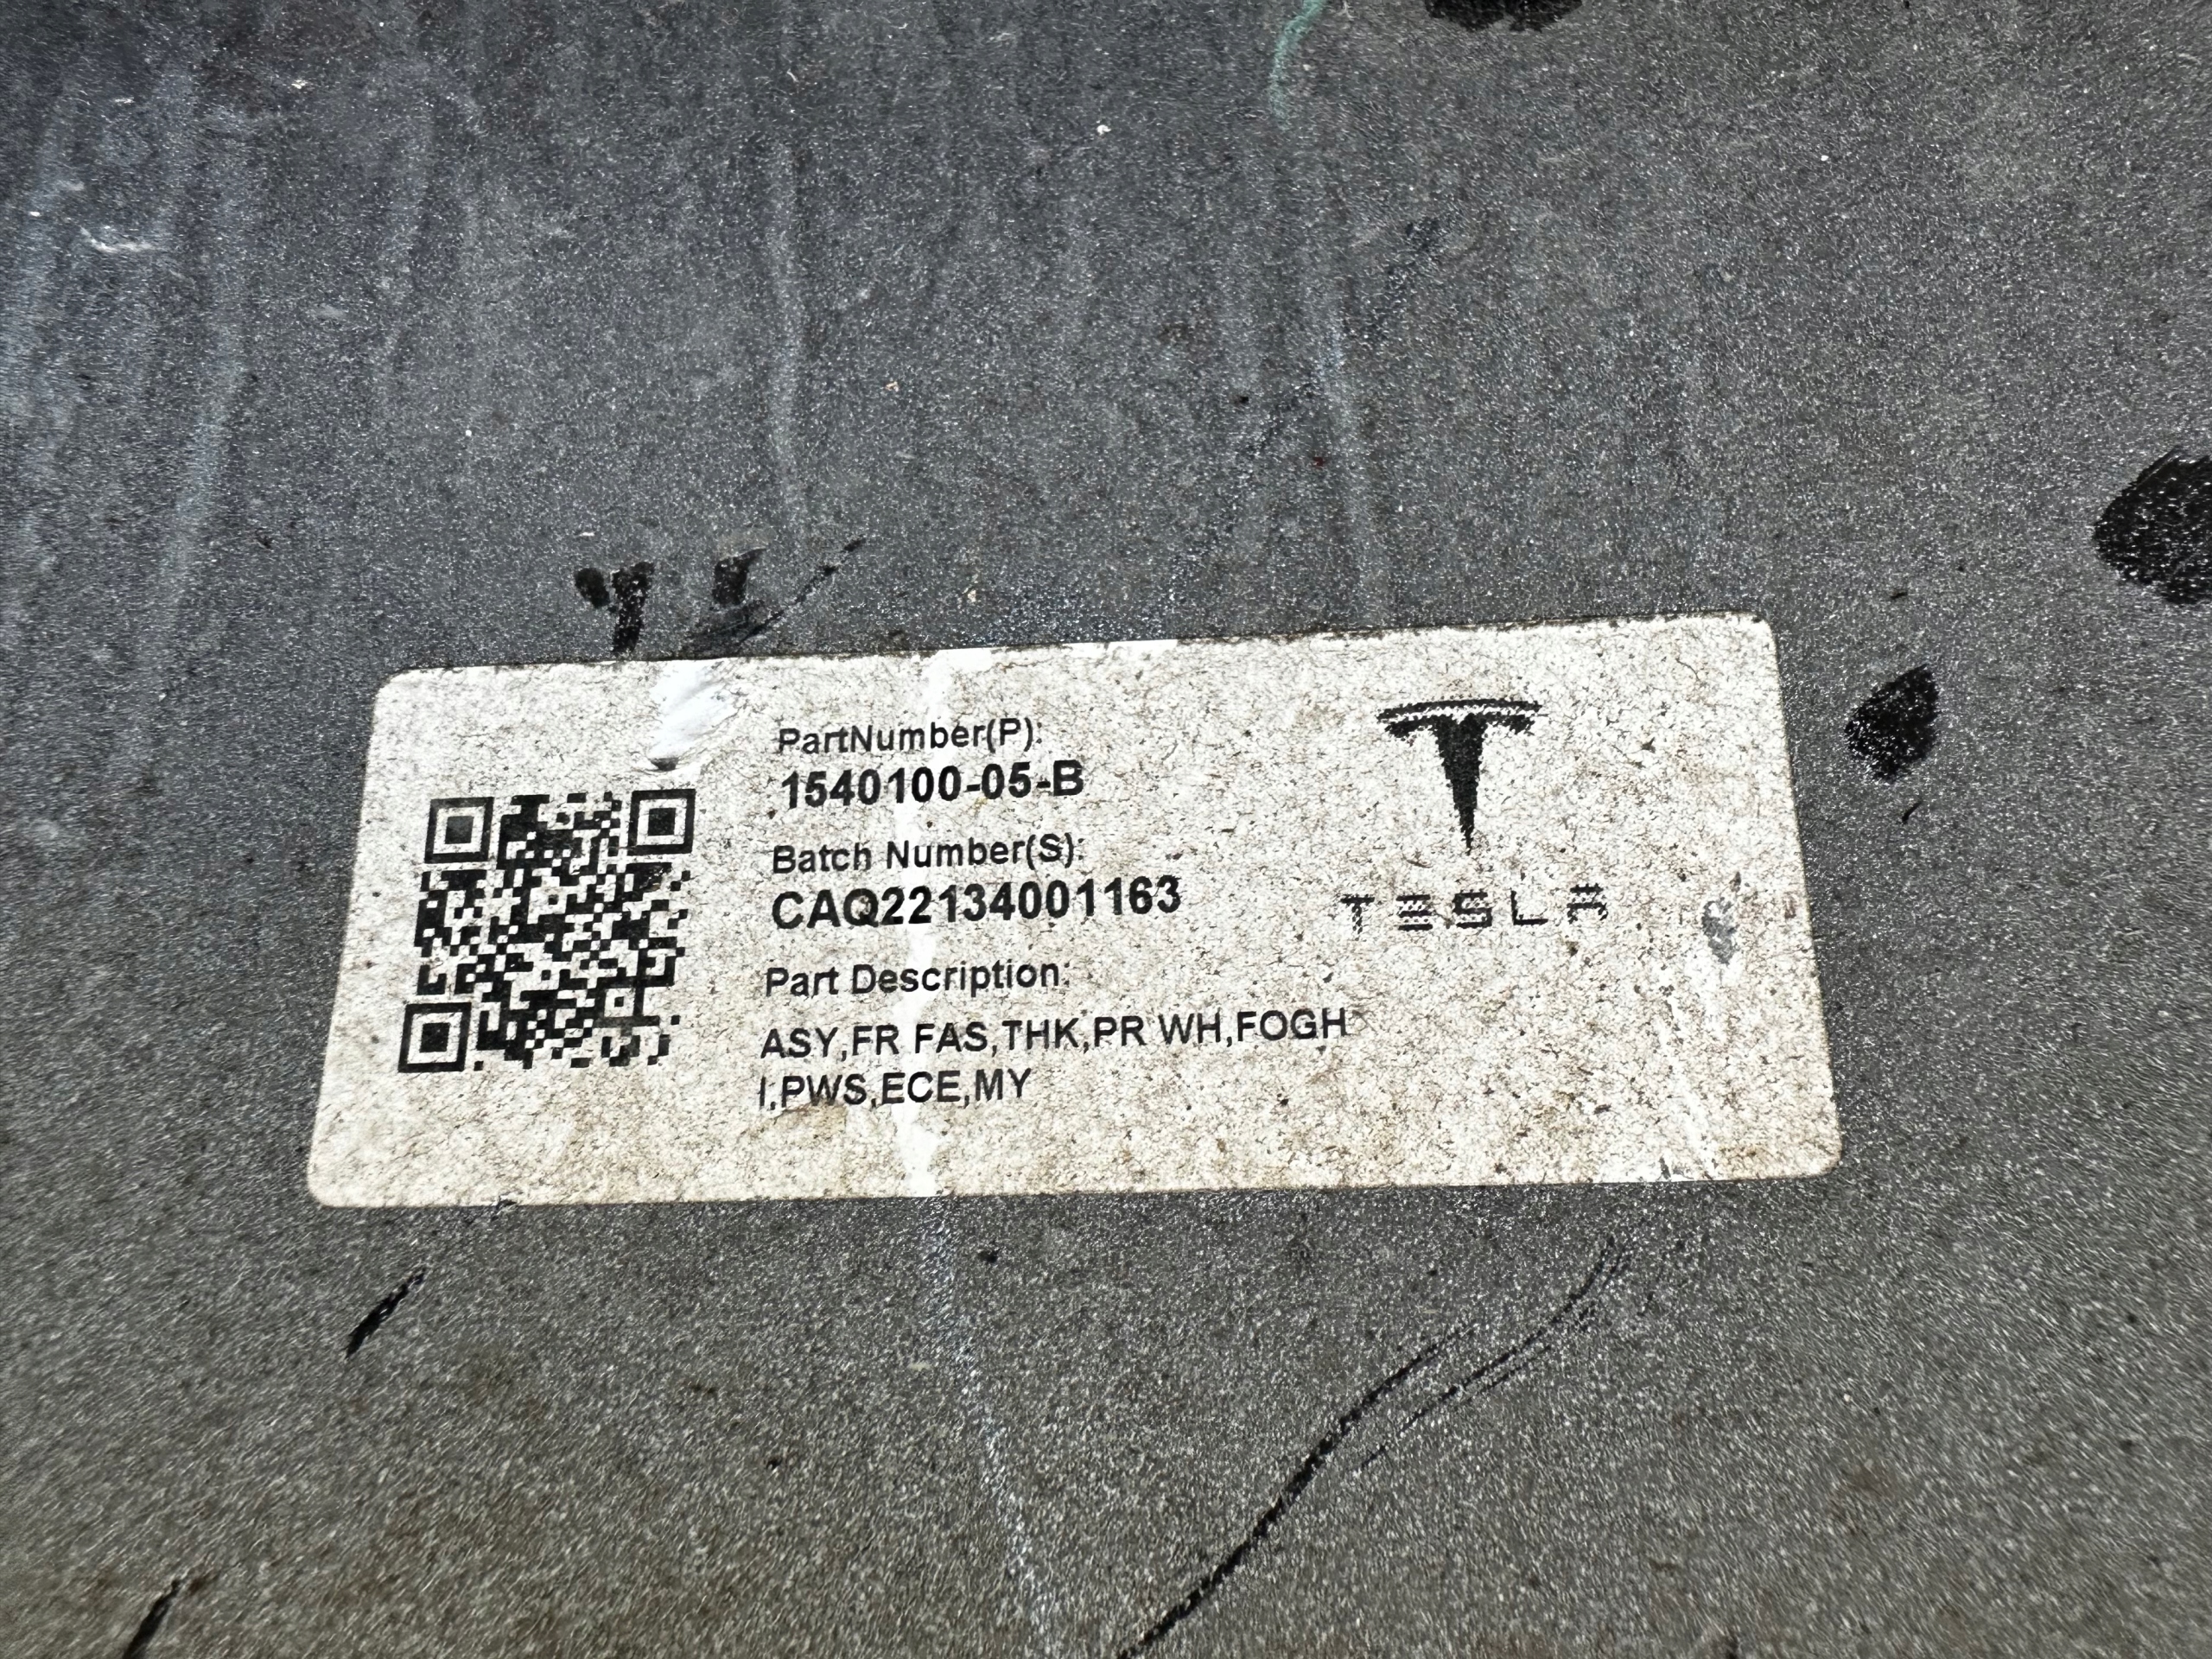 PartNumber(P):
1540100-05-B
Batch Number(S):
CAQ22134001163
Part Description:
ASY,FR FAS,THK,PR WH,FOGH
I,PWS,ECE,MY
TESLA